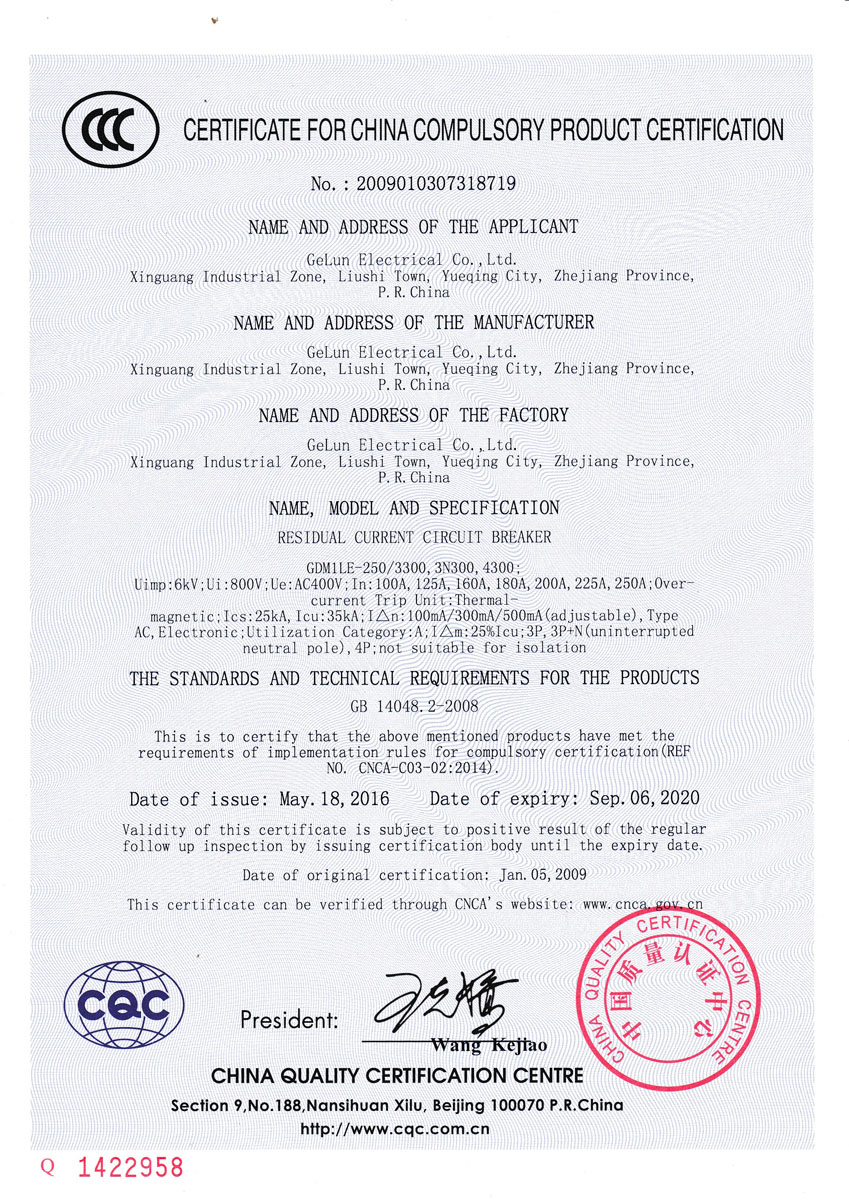 CCC
CERTIFICATE FOR CHINA COMPULSORY PRODUCT CERTIFICATION
No. : 2009010307318719
NAME AND ADDRESS OF THE APPLICANT
GeLun Electrical Co.,Ltd.
Xinguang Industrial Zone, Liushi Town, Yueqing City, Zhejiang Province,
P.R.China
NAME AND ADDRESS OF THE MANUFACTURER
GeLun Electrical Co.,Ltd.
Xinguang Industrial Zone, Liushi Town, Yueqing City, Zhejiang Province,
P.R.China
NAME AND ADDRESS OF THE FACTORY
GeLun Electrical Co.,Ltd.
Xinguang Industrial Zone, Liushi Town, Yueqing City, Zhejiang Province,
P.R.China
NAME, MODEL AND SPECIFICATION
RESIDUAL CURRENT CIRCUIT BREAKER
GDM1LE-250/3300,3N300,4300;
Uimp:6kV;Ui:800V;Ue:AC400V;In:100A,125A,160A,180A,200A,225A,250A;Over-
current Trip Unit:Thermal-
magnetic;Ics:25kA,Icu:35kA;I△n:100mA/300mA/500mA(adjustable),Type
AC,Electronic;Utilization Category:A;I△m:25%Icu;3P,3P+N(uninterrupted
neutral pole),4P;not suitable for isolation
THE STANDARDS AND TECHNICAL REQUIREMENTS FOR THE PRODUCTS
GB 14048.2-2008
This is to certify that the above mentioned products have met the
requirements of implementation rules for compulsory certification(REF
NO. CNCA-C03-02:2014).
Date of issue: May.18,2016 Date of expiry: Sep.06,2020
Validity of this certificate is subject to positive result of the regular
follow up inspection by issuing certification body until the expiry date.
Date of original certification: Jan.05,2009
This certificate can be verified through CNCA's website: www.cnca.gov.cn
CHINA QUALITY CERTIFICATION CENTRE
中国质量认证中心
CQC
President:
王克娇
Wang Kejiao
CHINA QUALITY CERTIFICATION CENTRE
Section 9,No.188,Nansihuan Xilu, Beijing 100070 P.R.China
http://www.cqc.com.cn
Q 1422958